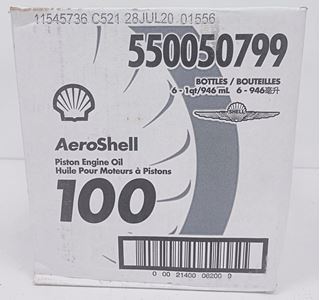 11545736 C521 28JUL20 01556
550050799
BOTTLES / BOUTEILLES
6 - 1qt/946 mL 6 - 946毫升
SHELL
AeroShell
Piston Engine Oil
Huile Pour Moteurs à Pistons
100
0 00 21400 06200 9